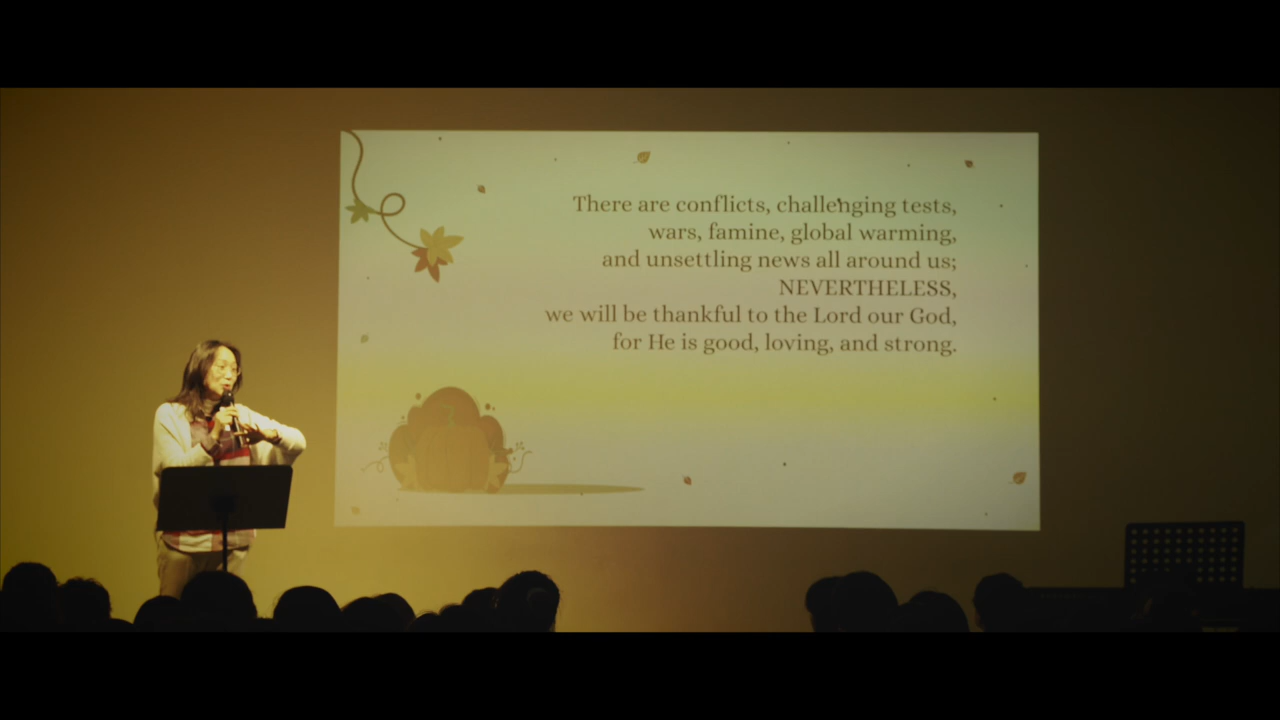 There are conflicts, challenging tests,
wars, famine, global warming,
and unsettling news all around us;
NEVERTHELESS,
we will be thankful to the Lord our God,
for He is good, loving, and strong.